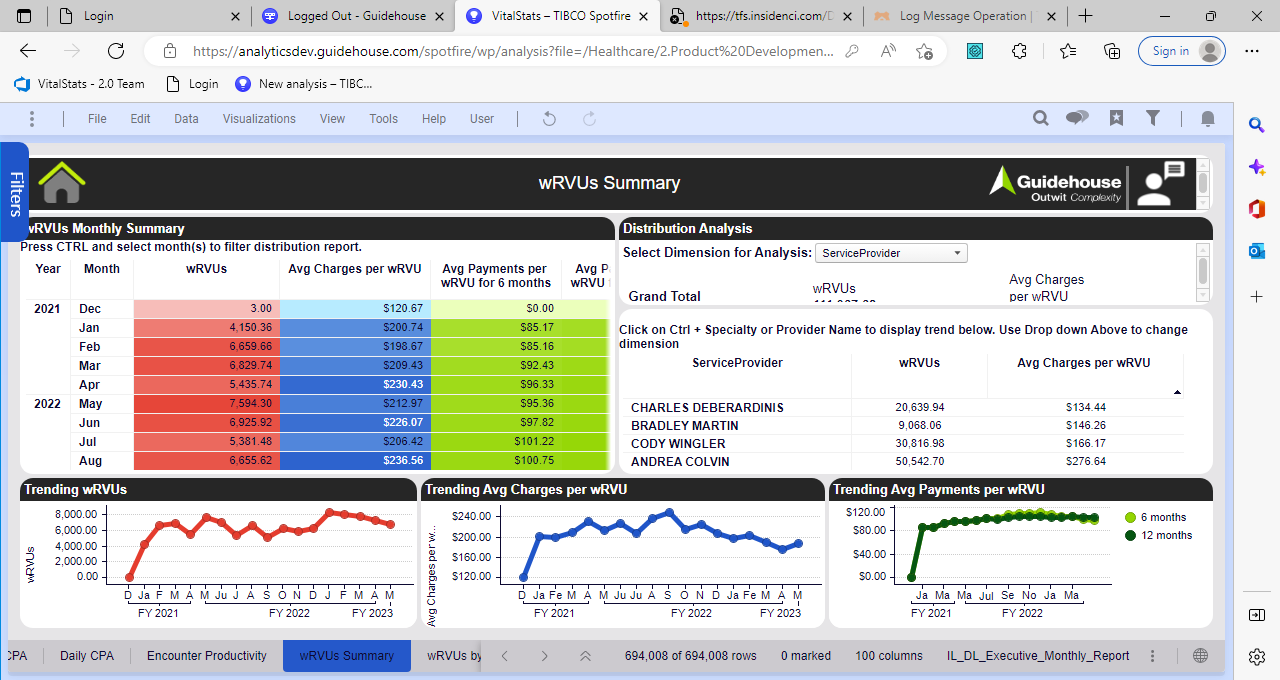 Login
Logged Out - Guidehouse
VitalStats – TIBCO Spotfire
https://tfs.insidenci.com/D
Log Message Operation |
https://analyticsdev.guidehouse.com/spotfire/wp/analysis?file=/Healthcare/2.Product%20Developmen...
Sign in
VitalStats - 2.0 Team
Login
New analysis – TIBC...
File Edit Data Visualizations View Tools Help User
Filters
wRVUs Summary
Guidehouse
Outwit Complexity
wRVUs Monthly Summary
Press CTRL and select month(s) to filter distribution report.
Year Month wRVUs Avg Charges per wRVU Avg Payments per Avg P
wRVU for 6 months wRVU
2021 Dec 3.00 $120.67 $0.00
Jan 4,150.36 $200.74 $85.17
Feb 6,659.66 $198.67 $85.16
Mar 6,829.74 $209.43 $92.43
Apr 5,435.74 $230.43 $96.33
2022 May 7,594.30 $212.97 $95.36
Jun 6,925.92 $226.07 $97.82
Jul 5,381.48 $206.42 $101.22
Aug 6,655.62 $236.56 $100.75
Distribution Analysis
Select Dimension for Analysis: ServiceProvider
wRVUs Avg Charges
per wRVU
Grand Total
Click on Ctrl + Specialty or Provider Name to display trend below. Use Drop down Above to change
dimension
ServiceProvider wRVUs Avg Charges per wRVU
CHARLES DEBERARDINIS 20,639.94 $134.44
BRADLEY MARTIN 9,068.06 $146.26
CODY WINGLER 30,816.98 $166.17
ANDREA COLVIN 50,542.70 $276.64
Trending wRVUs
wRVUs
8,000.00
6,000.00
4,000.00
2,000.00
0.00
D Ja F M A M Ju J A S O N D J F M A M
FY 2021 FY 2022 FY 2023
Trending Avg Charges per wRVU
Avg Charges per w...
$240.00
$200.00
$160.00
$120.00
D Ja Fe M A M Ju Ju A S O N D Ja Fe M A M
FY 2021 FY 2022 FY 2023
Trending Avg Payments per wRVU
$120.00
$80.00
$40.00
$0.00
Ja Ma Ma Jul Se No Ja Ma
FY 2021 FY 2022
6 months
12 months
CPA Daily CPA Encounter Productivity wRVUs Summary wRVUs by
694,008 of 694,008 rows 0 marked 100 columns IL_DL_Executive_Monthly_Report